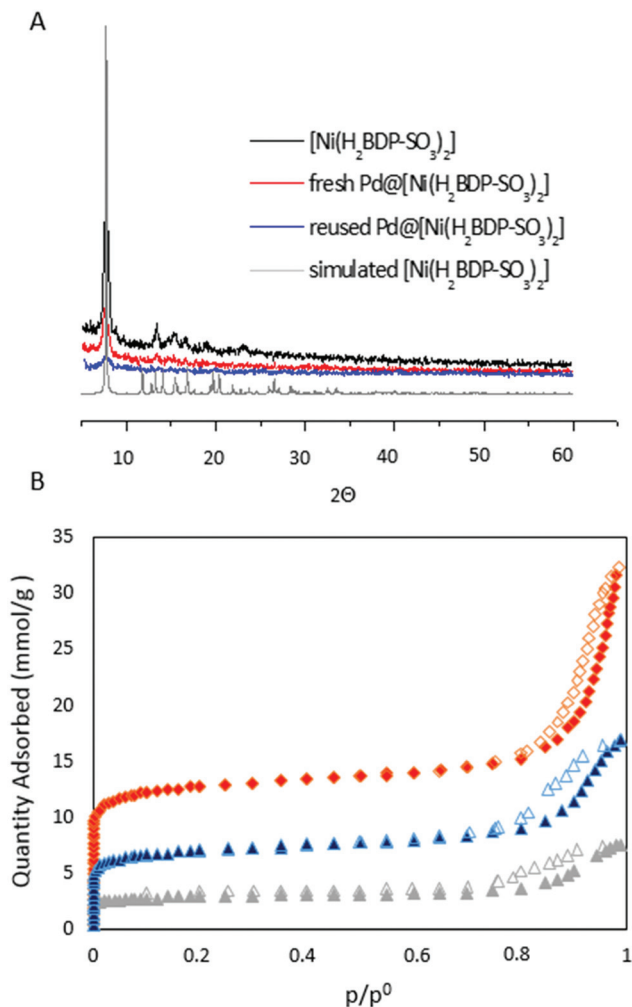 A
[Ni(H₂BDP-SO₃)₂]
fresh Pd@[Ni(H₂BDP-SO₃)₂]
reused Pd@[Ni(H₂BDP-SO₃)₂]
simulated [Ni(H₂BDP-SO₃)₂]
10 20 30 40 50 60
2Θ
B
35
30
25
20
15
10
5
0
Quantity Adsorbed (mmol/g )
0 0.2 0.4 0.6 0.8 1
p/p⁰